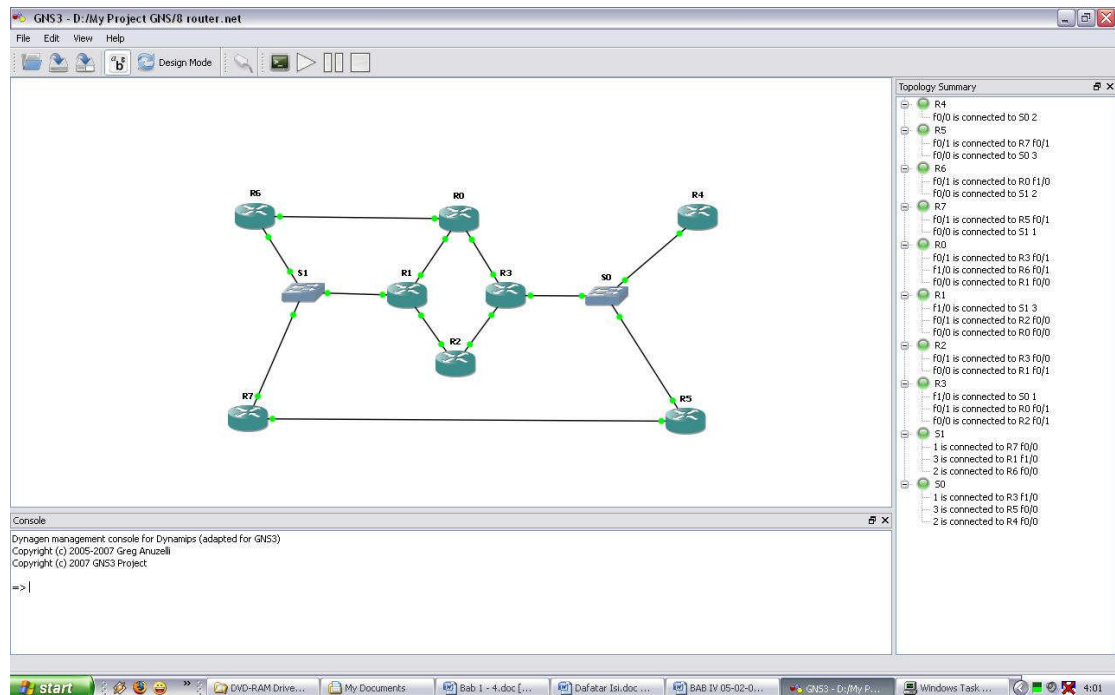 GNS3 - D:/My Project GNS/8 router.net
File Edit View Help
Design Mode
R6
R0
R4
S1
R1
R3
S0
R2
R7
R5
Topology Summary
R4
f0/0 is connected to S0 2
R5
f0/1 is connected to R7 f0/1
f0/0 is connected to S0 3
R6
f0/1 is connected to R0 f1/0
f0/0 is connected to S1 2
R7
f0/1 is connected to R5 f0/1
f0/0 is connected to S1 1
R0
f0/1 is connected to R3 f0/1
f1/0 is connected to R6 f0/1
f0/0 is connected to R1 f0/0
R1
f1/0 is connected to S1 3
f0/1 is connected to R2 f0/0
f0/0 is connected to R0 f0/0
R2
f0/1 is connected to R3 f0/0
f0/0 is connected to R1 f0/1
R3
f1/0 is connected to S0 1
f0/1 is connected to R0 f0/1
f0/0 is connected to R2 f0/1
S1
1 is connected to R7 f0/0
3 is connected to R1 f1/0
2 is connected to R6 f0/0
S0
1 is connected to R3 f1/0
3 is connected to R5 f0/0
2 is connected to R4 f0/0
Console
Dynagen management console for Dynamips (adapted for GNS3)
Copyright (c) 2005-2007 Greg Anuzelli
Copyright (c) 2007 GNS3 Project
=>
start DVD-RAM Drive... My Documents Bab 1 - 4.doc [... Dafatar Isi.doc ... BAB IV 05-02-0... GNS3 - D:/My P... Windows Task ... 4:01